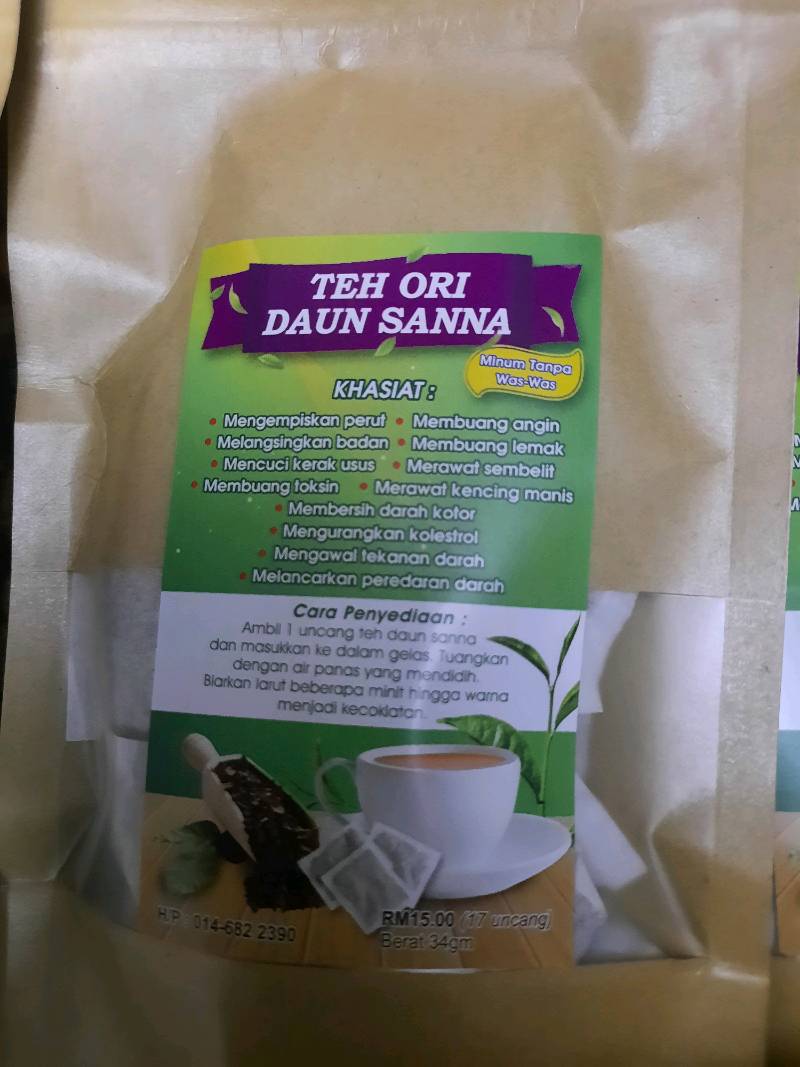 TEH ORI
DAUN SANNA
Minum Tanpa
Was-Was
KHASIAT :
• Mengempiskan perut • Membuang angin
• Melangsingkan badan • Membuang lemak
• Mencuci kerak usus • Merawat sembelit
• Membuang toksin • Merawat kencing manis
• Membersih darah kotor
• Mengurangkan kolestrol
• Mengawal tekanan darah
• Melancarkan peredaran darah
Cara Penyediaan :
Ambil 1 uncang teh daun sanna
dan masukkan ke dalam gelas. Tuangkan
dengan air panas yang mendidih.
Biarkan larut beberapa minit hingga warna
menjadi kecoklatan.
H/P : 014-682 2390
RM15.00 (17 uncang)
Berat 34gm